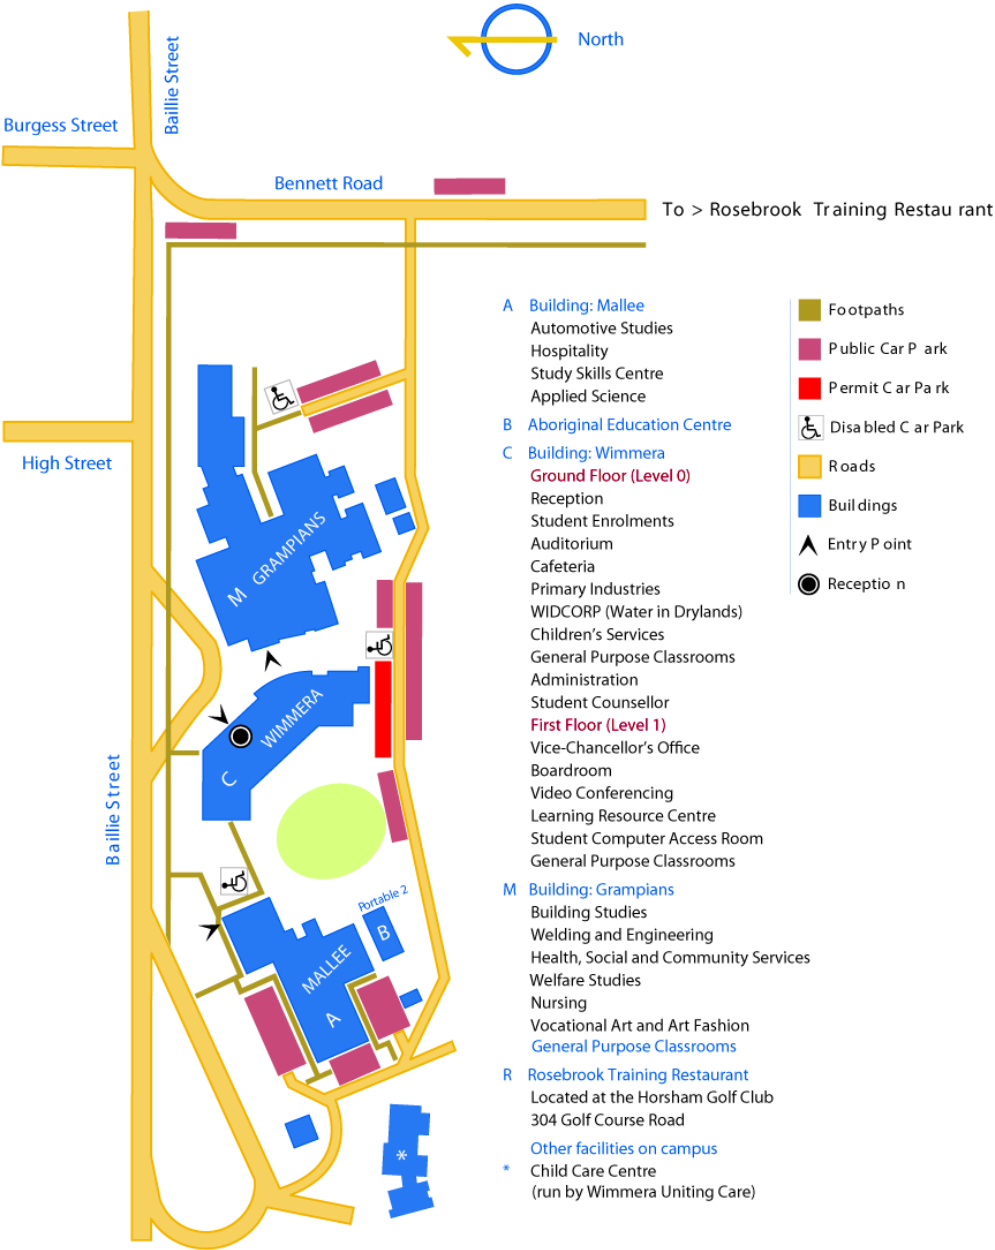 North
Baillie Street
Burgess Street
Bennett Road
To > Rosebrook Training Restaurant
High Street
Baillie Street
M GRAMPIANS
C WIMMERA
Portable 2
B
MALLEE
A
*
A Building: Mallee
Automotive Studies
Hospitality
Study Skills Centre
Applied Science
B Aboriginal Education Centre
C Building: Wimmera
Ground Floor (Level 0)
Reception
Student Enrolments
Auditorium
Cafeteria
Primary Industries
WIDCORP (Water in Drylands)
Children's Services
General Purpose Classrooms
Administration
Student Counsellor
First Floor (Level 1)
Vice-Chancellor's Office
Boardroom
Video Conferencing
Learning Resource Centre
Student Computer Access Room
General Purpose Classrooms
M Building: Grampians
Building Studies
Welding and Engineering
Health, Social and Community Services
Welfare Studies
Nursing
Vocational Art and Art Fashion
General Purpose Classrooms
R Rosebrook Training Restaurant
Located at the Horsham Golf Club
304 Golf Course Road
Other facilities on campus
* Child Care Centre
(run by Wimmera Uniting Care)
Footpaths
Public Car Park
Permit Car Park
Disabled Car Park
Roads
Buildings
Entry Point
Reception